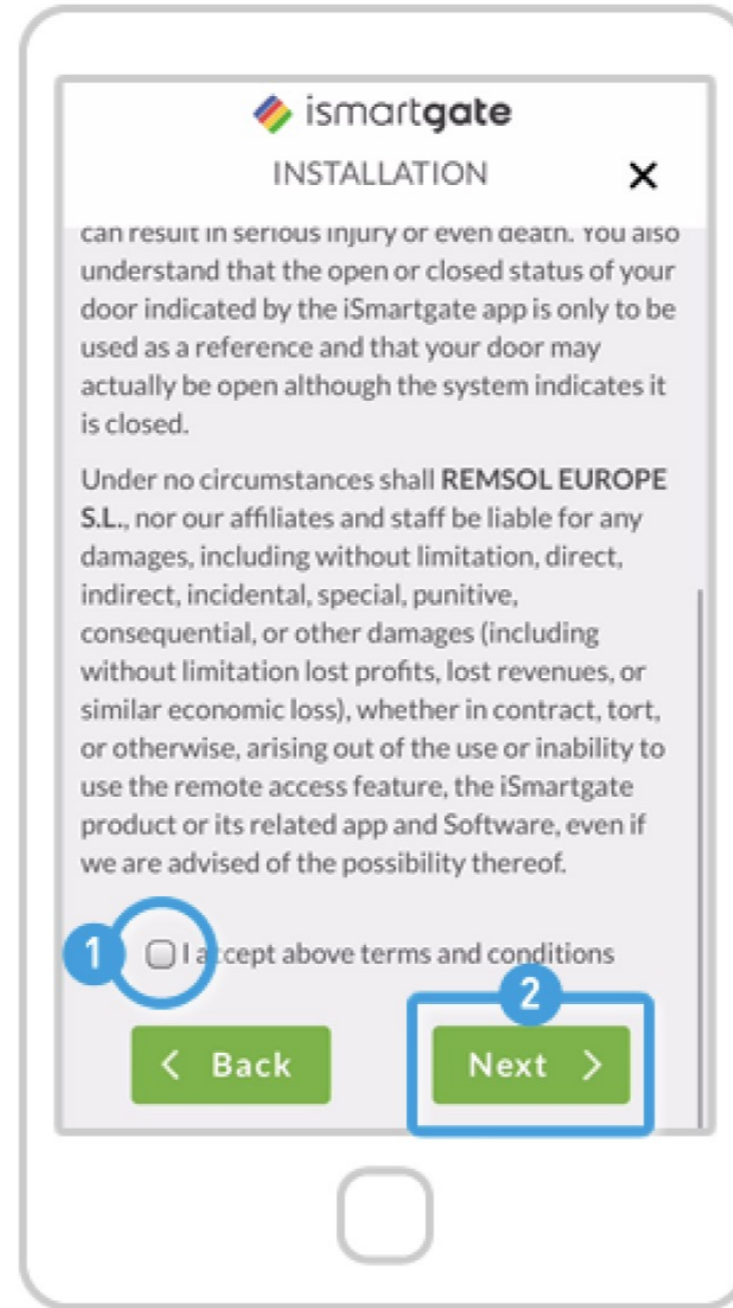 ismartgate
INSTALLATION
can result in serious injury or even death. You also
understand that the open or closed status of your
door indicated by the iSmartgate app is only to be
used as a reference and that your door may
actually be open although the system indicates it
is closed.
Under no circumstances shall REMSOL EUROPE
S.L., nor our affiliates and staff be liable for any
damages, including without limitation, direct,
indirect, incidental, special, punitive,
consequential, or other damages (including
without limitation lost profits, lost revenues, or
similar economic loss), whether in contract, tort,
or otherwise, arising out of the use or inability to
use the remote access feature, the iSmartgate
product or its related app and Software, even if
we are advised of the possibility thereof.
1 I accept above terms and conditions
2
Back Next